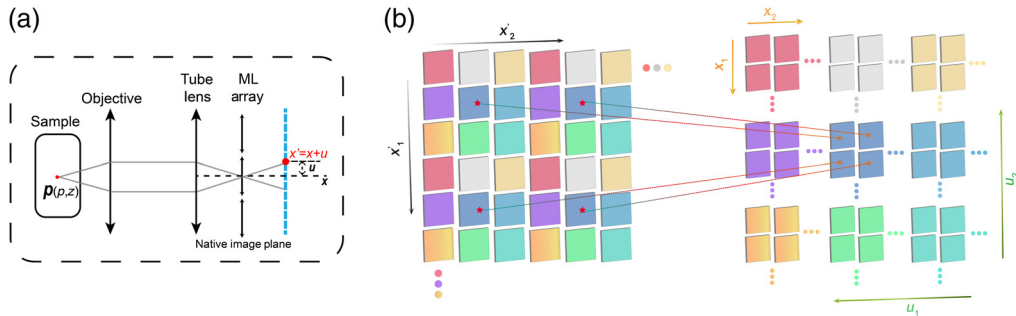 (a)
Objective
Tube
lens
ML
array
Sample
p(p,z)
x'=x+u
u
x
Native image plane
(b)
x'₂
x'₁
x₂
x₁
u₂
u₁